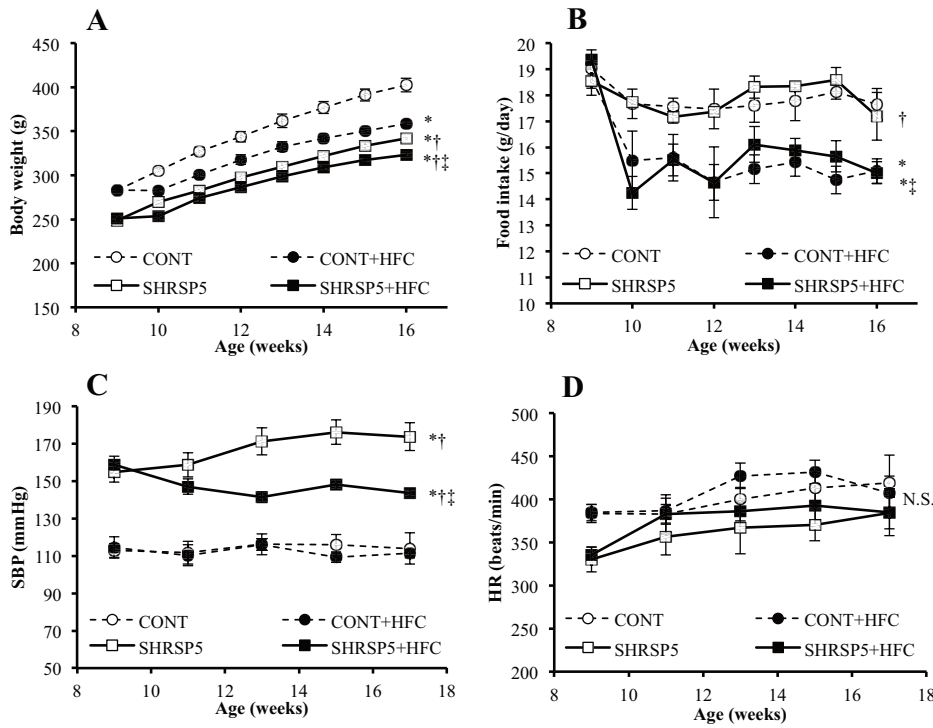 A
Body weight (g)
450
400
350
300
250
200
150
*
*†
*†‡
CONT
CONT+HFC
SHRSP5
SHRSP5+HFC
8
10
12
14
16
Age (weeks)
B
Food intake (g/day)
20
19
18
17
16
15
14
13
12
11
10
†
*
*‡
CONT
CONT+HFC
SHRSP5
SHRSP5+HFC
8
10
12
14
16
Age (weeks)
C
SBP (mmHg)
190
170
150
130
110
90
70
50
*†
*†‡
CONT
CONT+HFC
SHRSP5
SHRSP5+HFC
8
10
12
14
16
18
Age (weeks)
D
HR (beats/min)
500
450
400
350
300
250
200
N.S.
CONT
CONT+HFC
SHRSP5
SHRSP5+HFC
8
10
12
14
16
18
Age (weeks)